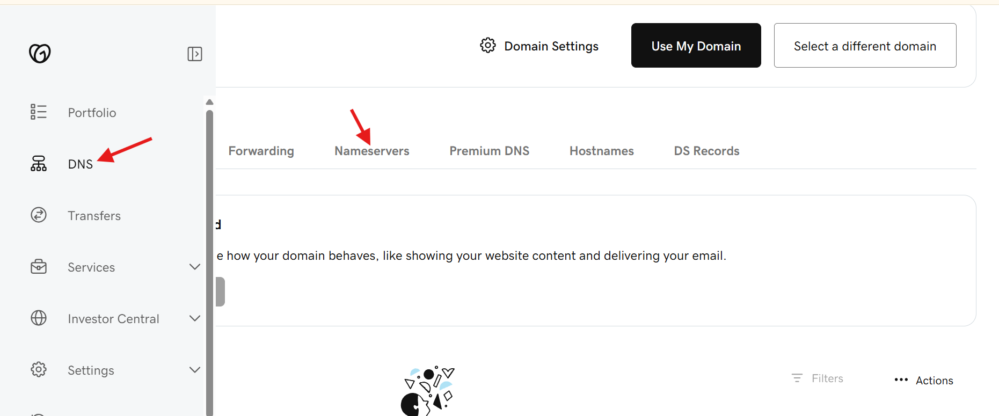 Domain Settings
Use My Domain
Select a different domain
Portfolio
DNS
Transfers
Services
Investor Central
Settings
Forwarding
Nameservers
Premium DNS
Hostnames
DS Records
d
e how your domain behaves, like showing your website content and delivering your email.
Filters
Actions